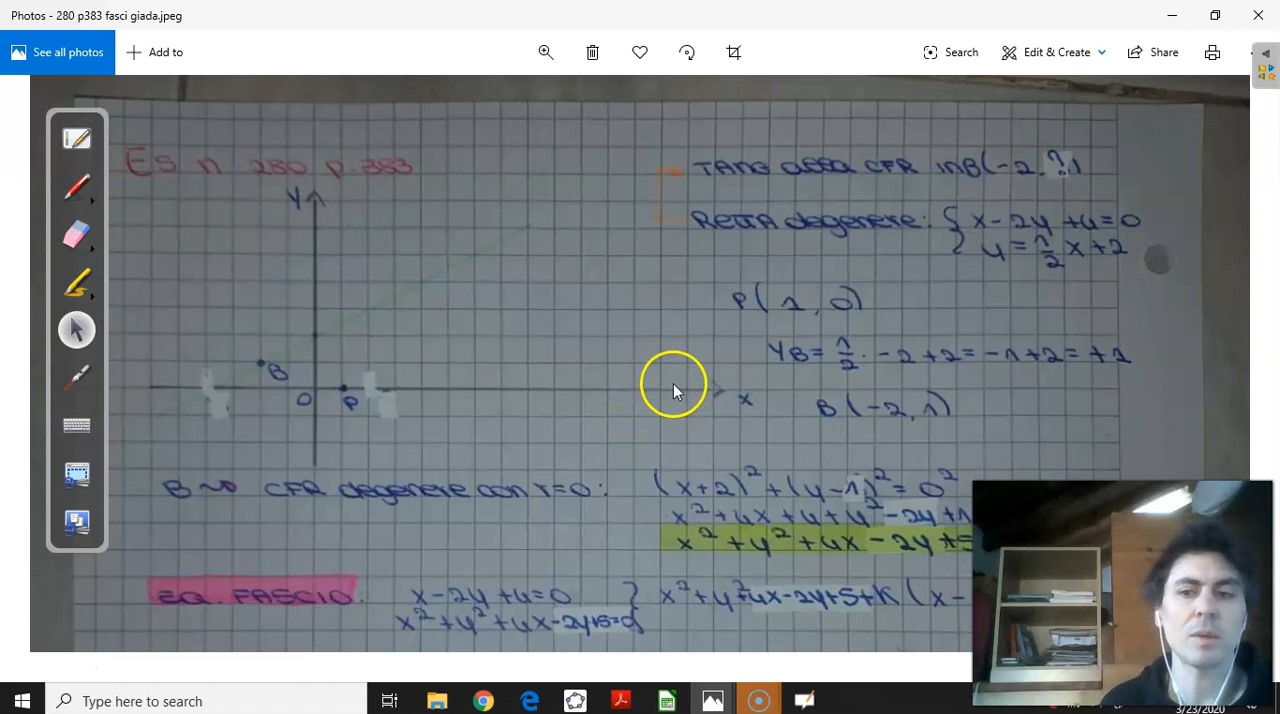 Photos - 280 p383 fasci giada.jpeg
See all photos
Add to
Search
Edit & Create
Share
ES n 280 p.383
TANG alla CFR in B(-2,?)
Retta degenere: { x-2y+4=0
y=1/2 x+2
Y
P(1,0)
YB=1/2·-2+2=-1+2=+1
B
O
P
x
B(-2,1)
B ~> CFR degenere con r=0:
(x+2)²+(y-1)²=0²
x²+4x+4+y²-2y+1
x²+y²+4x-2y+5
EQ. FASCIO:
x-2y+4=0
x²+y²+4x-2y+5=0
x²+y²+4x-2y+5+K(x-
Type here to search
3/23/2020